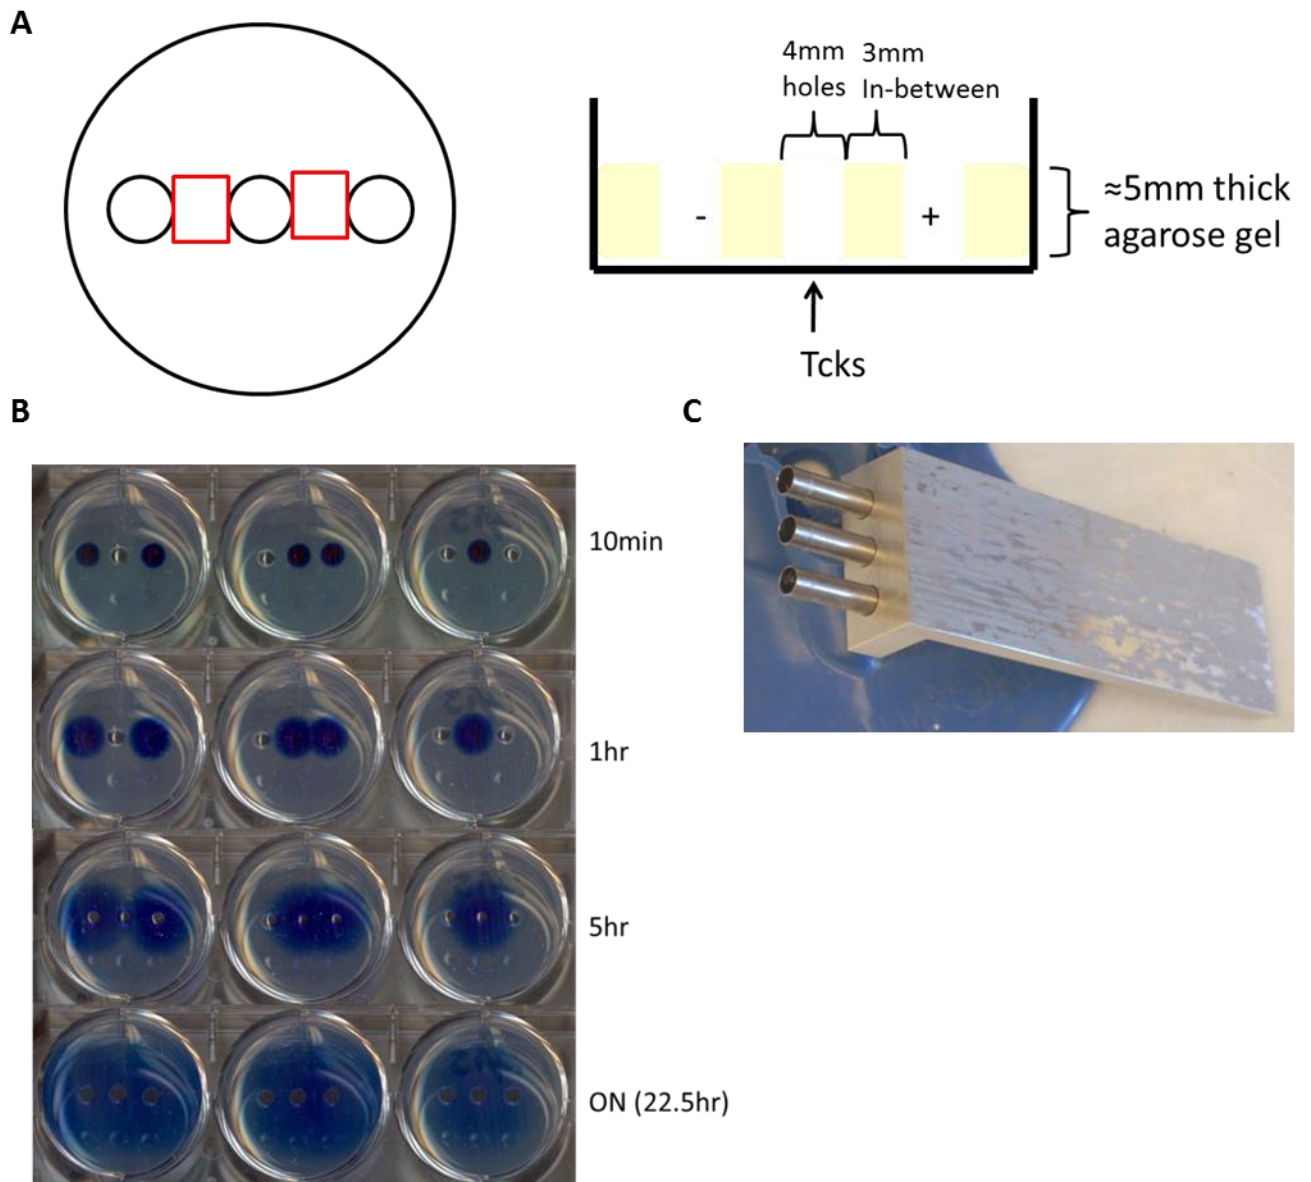 A
4mm
holes
3mm
In-between
-
+
≈5mm thick
agarose gel
Tcks
B
10min
1hr
5hr
ON (22.5hr)
C